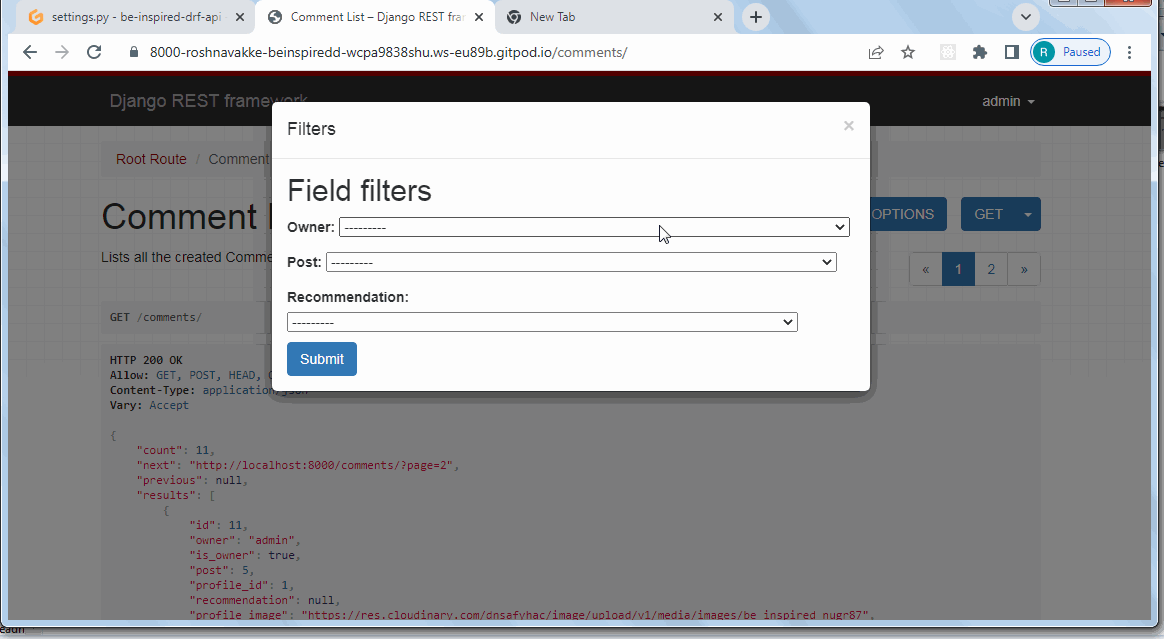 settings.py - be-inspired-drf-api
Comment List – Django REST fra
New Tab
8000-roshnavakke-beinspiredd-wcpa9838shu.ws-eu89b.gitpod.io/comments/
R Paused
Django REST framework
admin
Filters ×
Root Route / Comment
Field filters
Comment
OPTIONS GET
Owner: ---------
Lists all the created Comme
Post: ---------
« 1 2 »
Recommendation:
---------
GET /comments/
Submit
HTTP 200 OK
Allow: GET, POST, HEAD,
Content-Type: application/json
Vary: Accept
{
"count": 11,
"next": "http://localhost:8000/comments/?page=2",
"previous": null,
"results": [
{
"id": 11,
"owner": "admin",
"is_owner": true,
"post": 5,
"profile_id": 1,
"recommendation": null,
"profile_image": "https://res.cloudinary.com/dnsafyhac/image/upload/v1/media/images/be_inspired_nugr87",